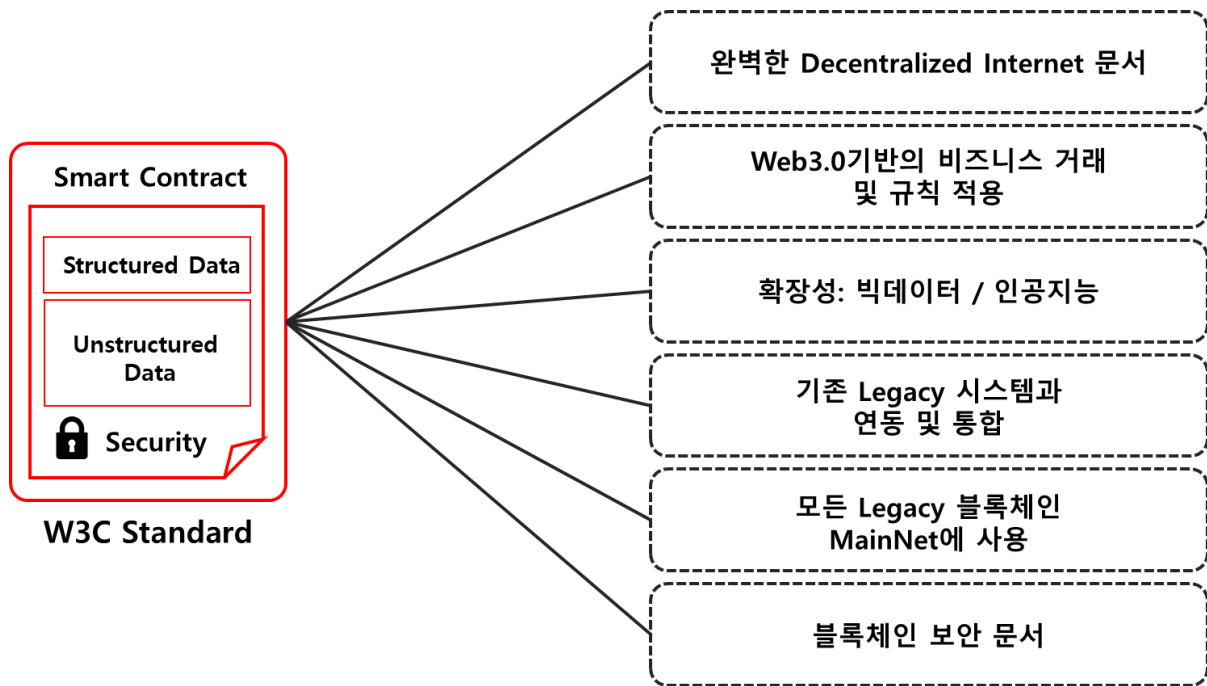 Smart Contract
Structured Data
Unstructured
Data
Security
W3C Standard
완벽한 Decentralized Internet 문서
Web3.0기반의 비즈니스 거래
및 규칙 적용
확장성: 빅데이터 / 인공지능
기존 Legacy 시스템과
연동 및 통합
모든 Legacy 블록체인
MainNet에 사용
블록체인 보안 문서